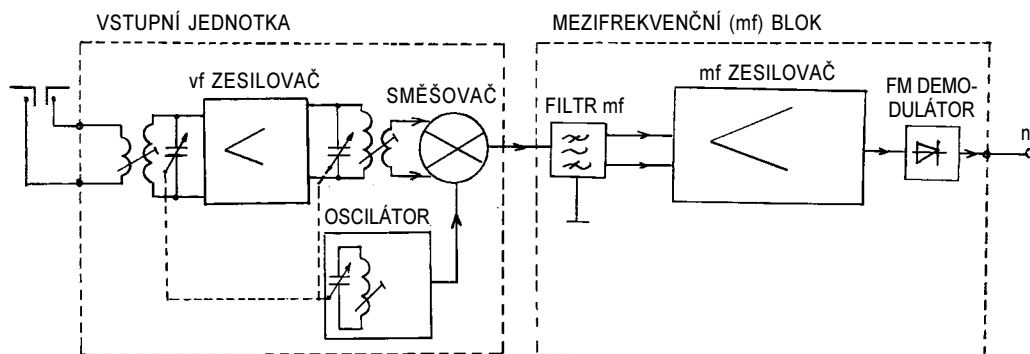 VSTUPNÍ JEDNOTKA
MEZIFREKVENČNÍ (mf) BLOK
vf ZESILOVAČ
SMĚŠOVAČ
FILTR mf
mf ZESILOVAČ
FM DEMO-
DULÁTOR
OSCILÁTOR